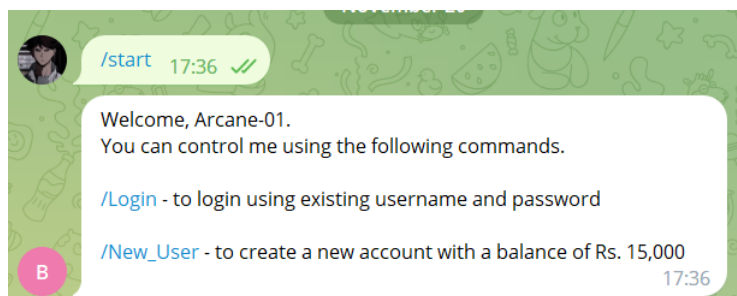 /start 17:36
Welcome, Arcane-01.
You can control me using the following commands.
/Login - to login using existing username and password
/New_User - to create a new account with a balance of Rs. 15,000
17:36
B